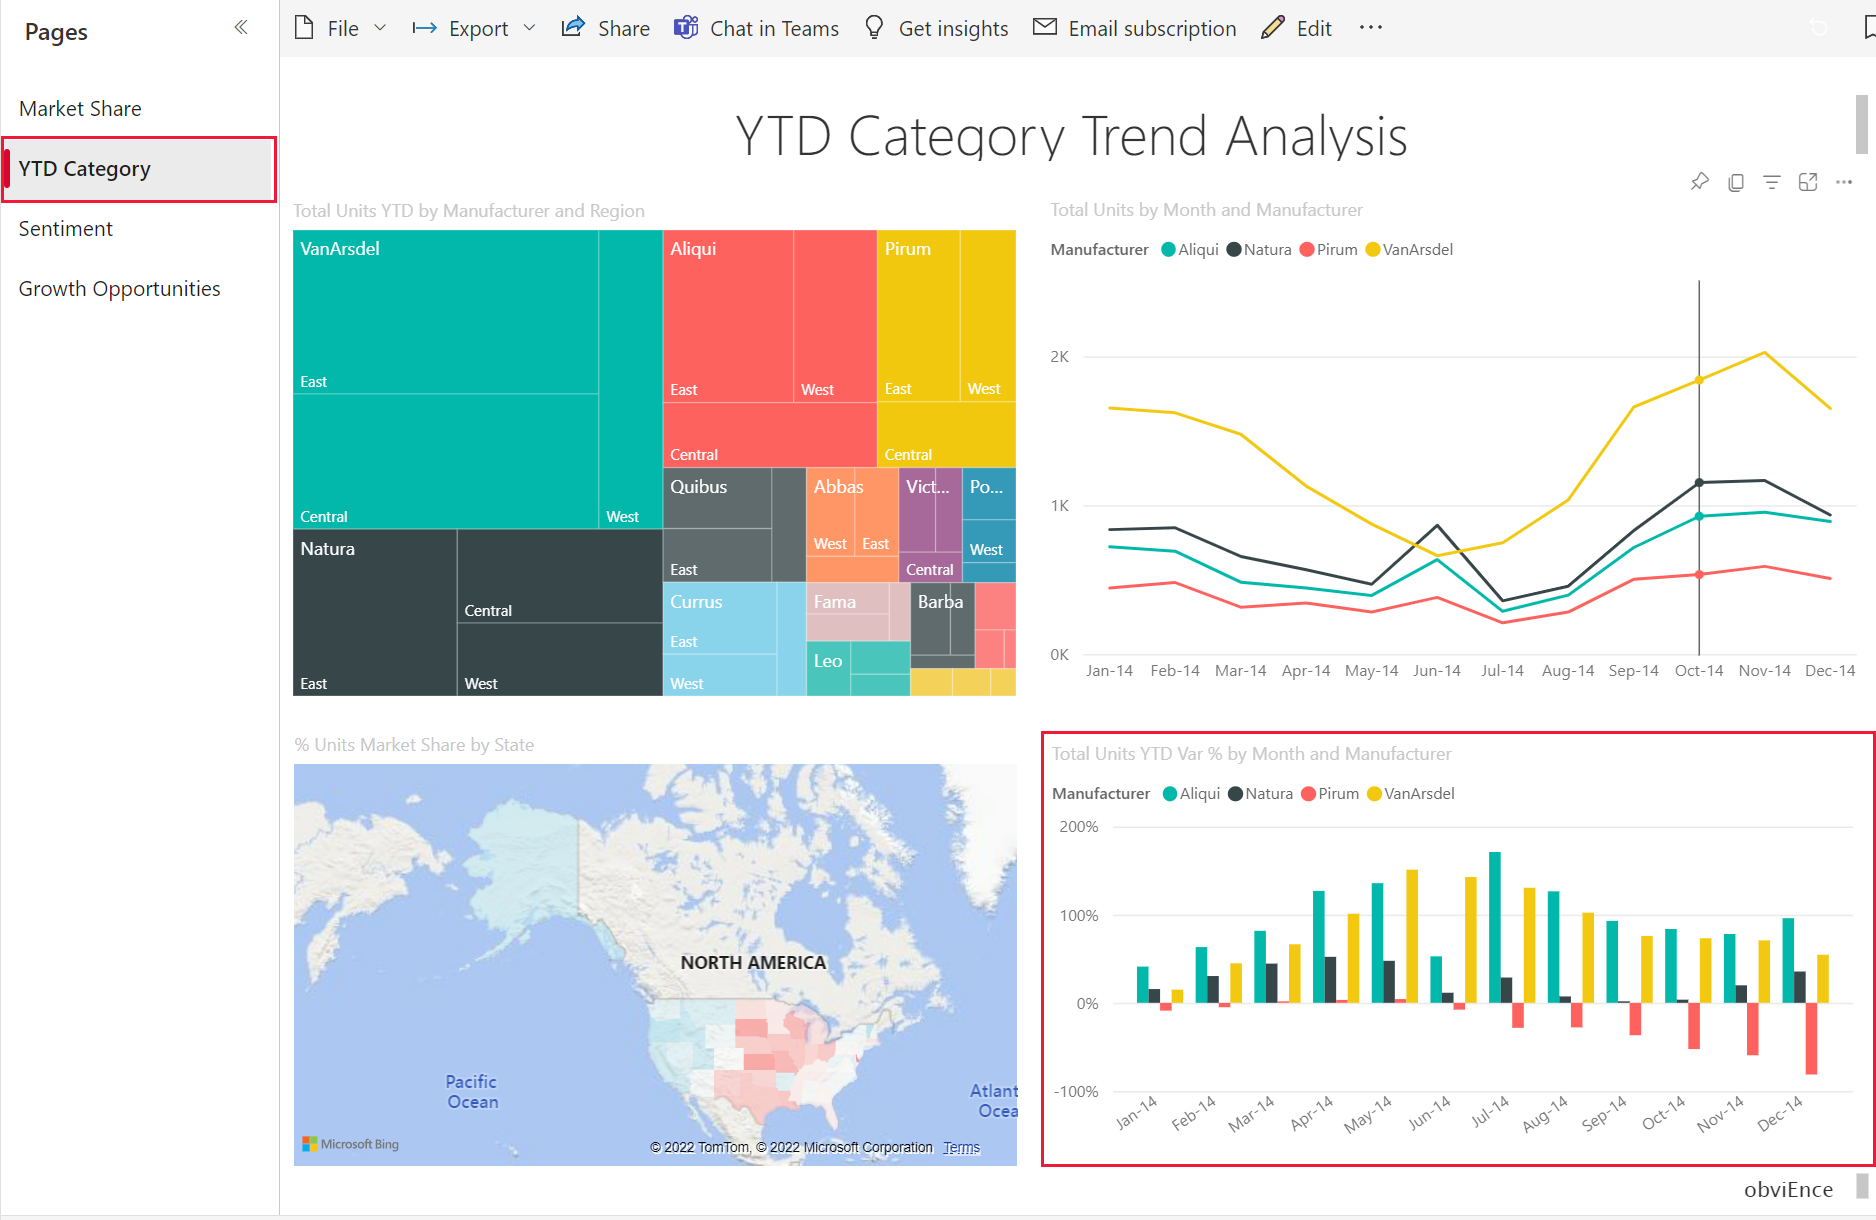 Pages
File
Export
Share
Chat in Teams
Get insights
Email subscription
Edit
Market Share
YTD Category
Sentiment
Growth Opportunities
YTD Category Trend Analysis
Total Units YTD by Manufacturer and Region
VanArsdel
East
Central
West
Natura
East
Central
West
Aliqui
East
West
Central
Pirum
East
West
Central
Quibus
East
Currus
East
West
Abbas
West
East
Vict...
Central
Po...
West
Fama
Leo
Barba
Total Units by Month and Manufacturer
Manufacturer Aliqui Natura Pirum VanArsdel
2K
1K
0K
Jan-14 Feb-14 Mar-14 Apr-14 May-14 Jun-14 Jul-14 Aug-14 Sep-14 Oct-14 Nov-14 Dec-14
% Units Market Share by State
NORTH AMERICA
Pacific
Ocean
Atlant
Ocea
Microsoft Bing
© 2022 TomTom, © 2022 Microsoft Corporation Terms
Total Units YTD Var % by Month and Manufacturer
Manufacturer Aliqui Natura Pirum VanArsdel
200%
100%
0%
-100%
Jan-14 Feb-14 Mar-14 Apr-14 May-14 Jun-14 Jul-14 Aug-14 Sep-14 Oct-14 Nov-14 Dec-14
obviEnce